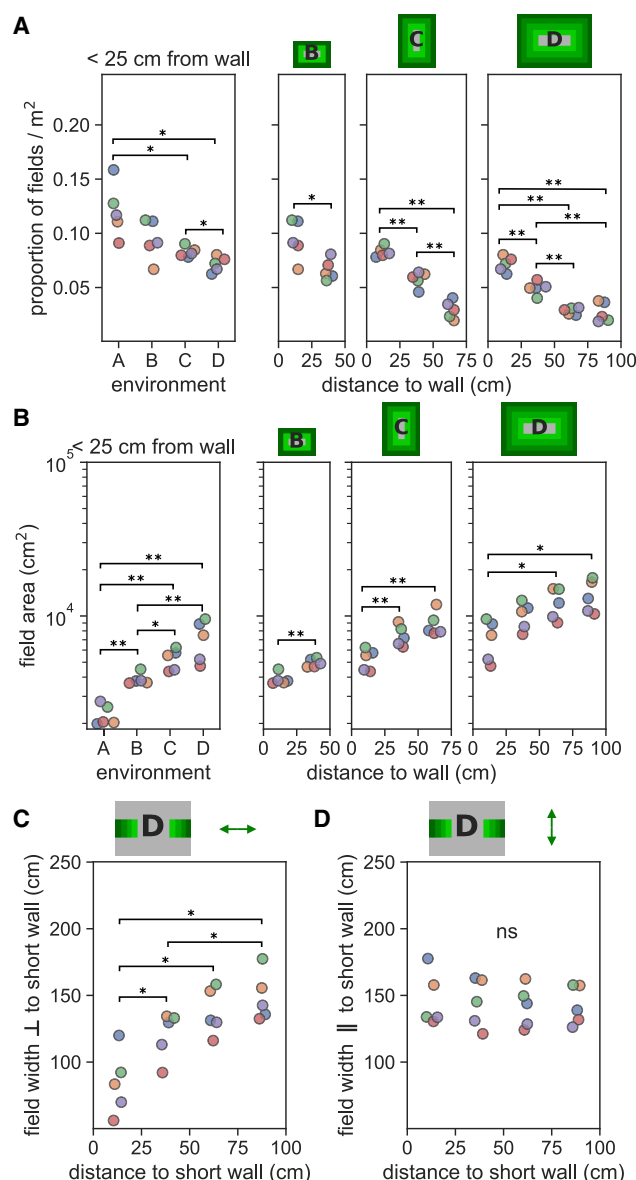 A
B
C
D
< 25 cm from wall
0.20
0.15
0.10
0.05
proportion of fields / m²
* * *
*
** ** **
** ** ** ** **
A B C D
environment
0 25 50
0 25 50 75
0 25 50 75 100
distance to wall (cm)
B
B
C
D
< 25 cm from wall
10⁵
10⁴
field area (cm²)
** ** ** * **
**
** **
* *
A B C D
environment
0 25 50
0 25 50 75
0 25 50 75 100
distance to wall (cm)
C
D
250
200
150
100
field width ⊥ to short wall (cm)
* * * *
0 25 50 75 100
distance to short wall (cm)
D
D
250
200
150
100
field width ∥ to short wall (cm)
ns
0 25 50 75 100
distance to short wall (cm)